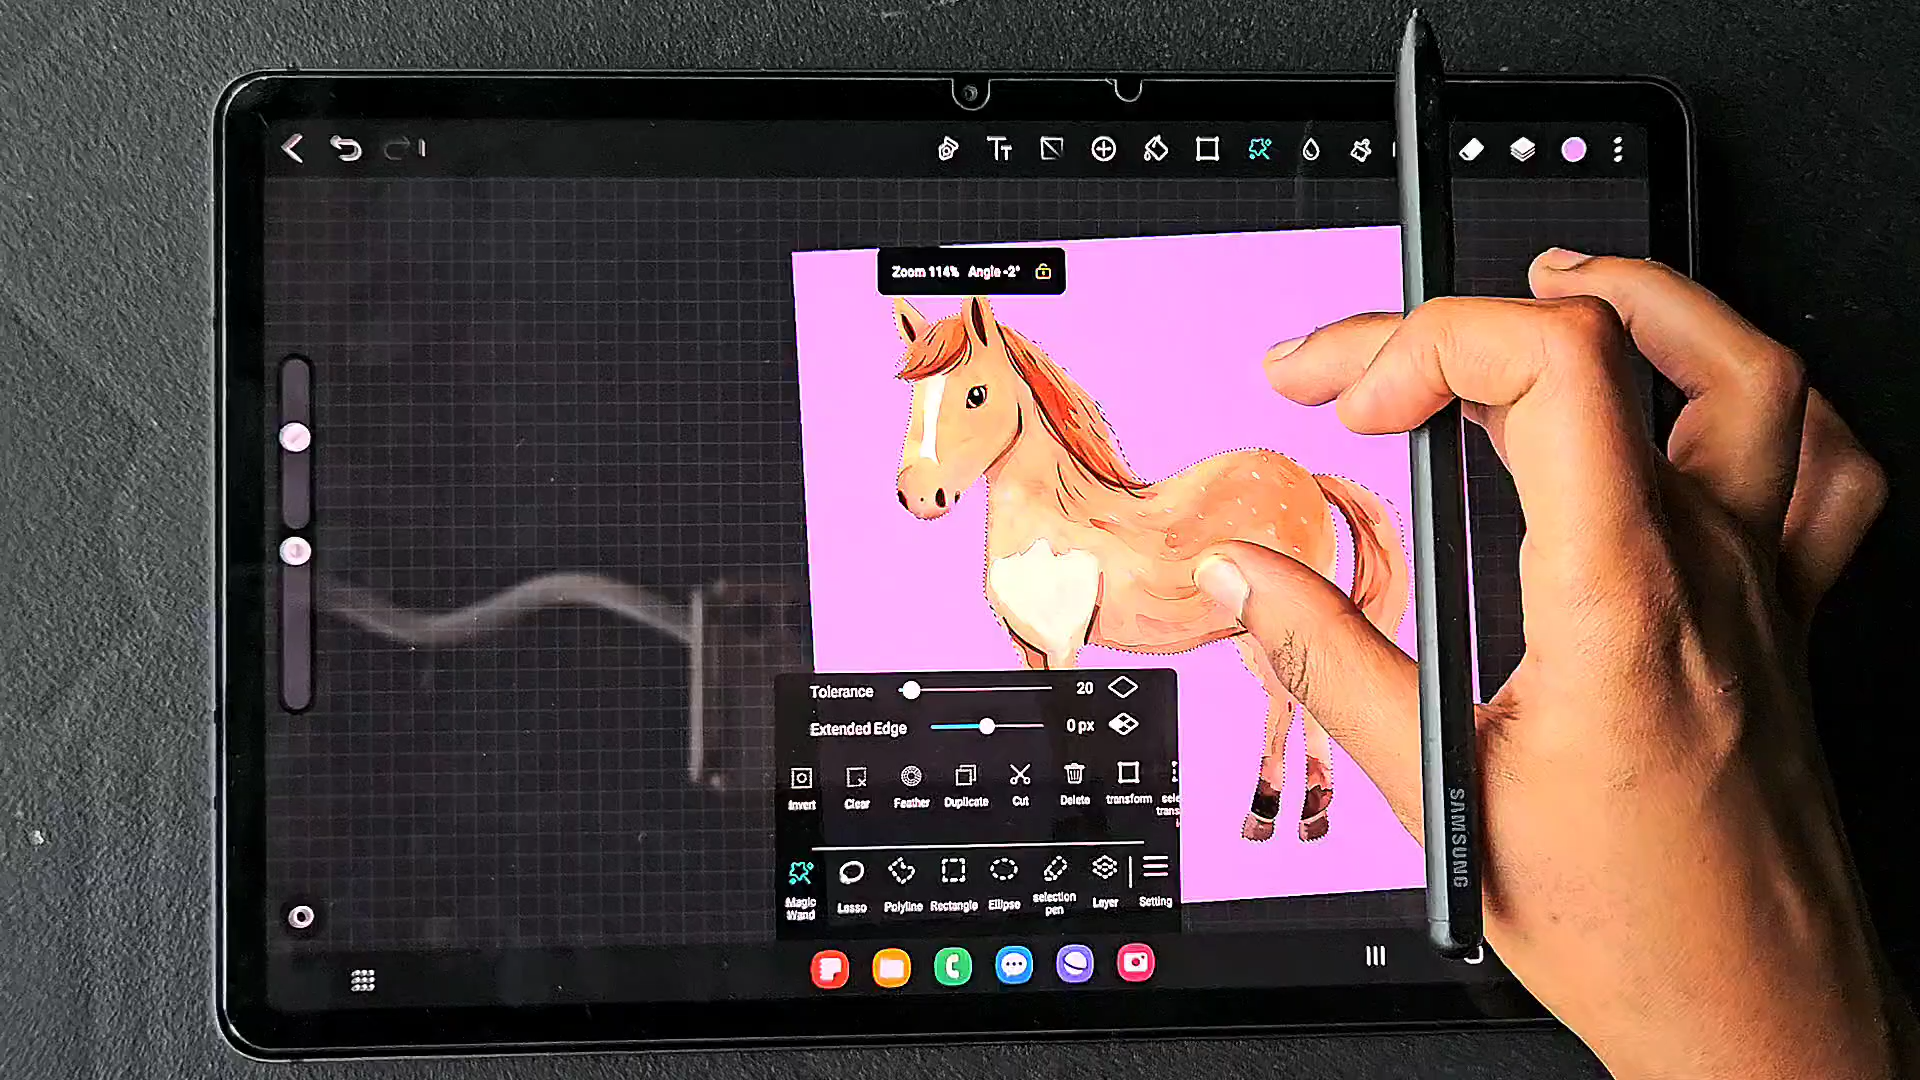 Zoom 114% Angle -2°
Tolerance 20
Extended Edge 0 px
Invert Clear Feather Duplicate Cut Delete transform
Magic Wand Lasso Polyline Rectangle Ellipse selection pen Layer Setting
SAMSUNG